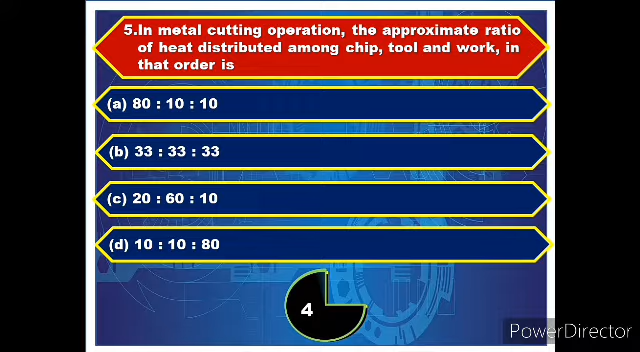 5.In metal cutting operation, the approximate ratio
of heat distributed among chip, tool and work, in
that order is
(a) 80 : 10 : 10
(b) 33 : 33 : 33
(c) 20 : 60 : 10
(d) 10 : 10 : 80
4
PowerDirector